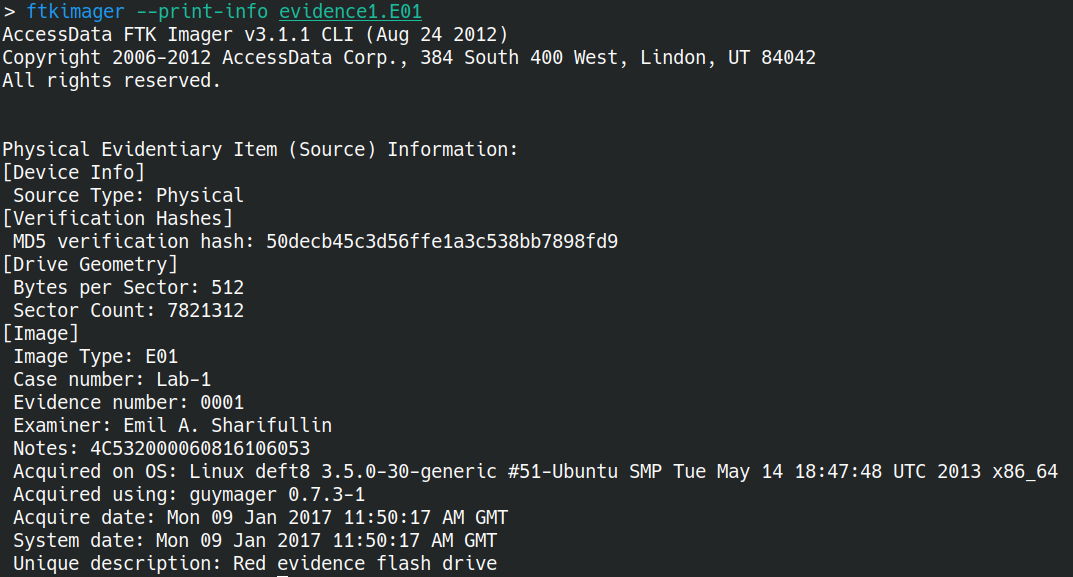 > ftkimager --print-info evidence1.E01
AccessData FTK Imager v3.1.1 CLI (Aug 24 2012)
Copyright 2006-2012 AccessData Corp., 384 South 400 West, Lindon, UT 84042
All rights reserved.
Physical Evidentiary Item (Source) Information:
[Device Info]
Source Type: Physical
[Verification Hashes]
MD5 verification hash: 50decb45c3d56ffe1a3c538bb7898fd9
[Drive Geometry]
Bytes per Sector: 512
Sector Count: 7821312
[Image]
Image Type: E01
Case number: Lab-1
Evidence number: 0001
Examiner: Emil A. Sharifullin
Notes: 4C532000060816106053
Acquired on OS: Linux deft8 3.5.0-30-generic #51-Ubuntu SMP Tue May 14 18:47:48 UTC 2013 x86_64
Acquired using: guymager 0.7.3-1
Acquire date: Mon 09 Jan 2017 11:50:17 AM GMT
System date: Mon 09 Jan 2017 11:50:17 AM GMT
Unique description: Red evidence flash drive